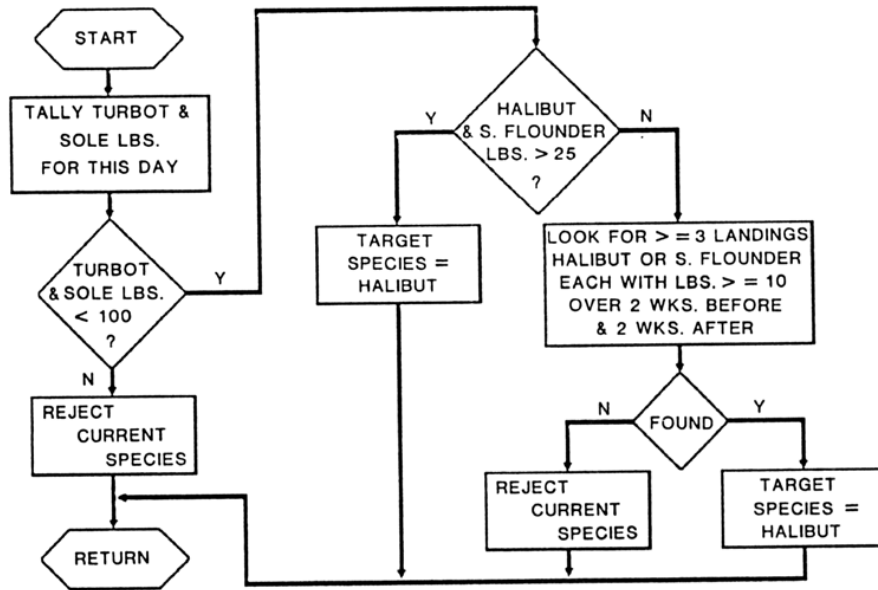 START
TALLY TURBOT &
SOLE LBS.
FOR THIS DAY
TURBOT
& SOLE LBS.
< 100
?
Y
N
REJECT
CURRENT
SPECIES
RETURN
HALIBUT
& S. FLOUNDER
LBS. > 25
?
Y
N
TARGET
SPECIES =
HALIBUT
LOOK FOR > = 3 LANDINGS
HALIBUT OR S. FLOUNDER
EACH WITH LBS. > = 10
OVER 2 WKS. BEFORE
& 2 WKS. AFTER
FOUND
N
Y
REJECT
CURRENT
SPECIES
TARGET
SPECIES =
HALIBUT